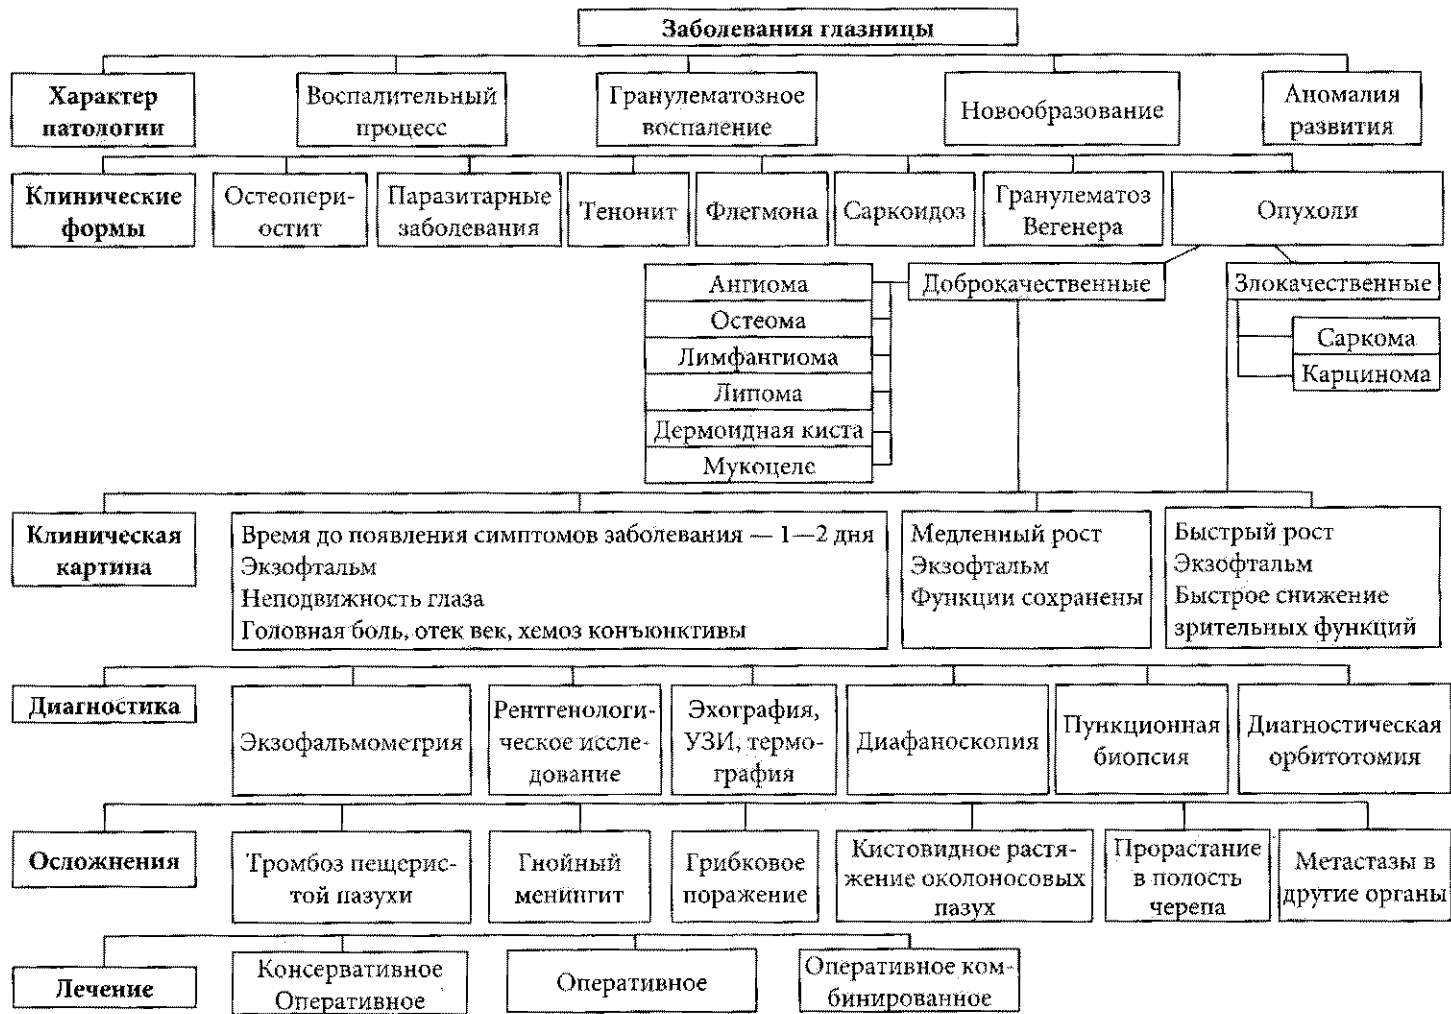 Заболевания глазницы
Характер
патологии
Воспалительный
процесс
Гранулематозное
воспаление
Новообразование
Аномалия
развития
Клинические
формы
Остеопери-
остит
Паразитарные
заболевания
Тенонит
Флегмона
Саркоидоз
Гранулематоз
Вегенера
Опухоли
Доброкачественные
Ангиома
Остеома
Лимфангиома
Липома
Дермоидная киста
Мукоцеле
Злокачественные
Саркома
Карцинома
Клиническая
картина
Время до появления симптомов заболевания — 1—2 дня
Экзофтальм
Неподвижность глаза
Головная боль, отек век, хемоз конъюнктивы
Медленный рост
Экзофтальм
Функции сохранены
Быстрый рост
Экзофтальм
Быстрое снижение
зрительных функций
Диагностика
Экзофальмометрия
Рентгенологи-
ческое иссле-
дование
Эхография,
УЗИ, термо-
графия
Диафаноскопия
Пункционная
биопсия
Диагностическая
орбитотомия
Осложнения
Тромбоз пещерис-
той пазухи
Гнойный
менингит
Грибковое
поражение
Кистовидное растя-
жение околоносовых
пазух
Прорастание
в полость
черепа
Метастазы в
другие органы
Лечение
Консервативное
Оперативное
Оперативное
Оперативное ком-
бинированное